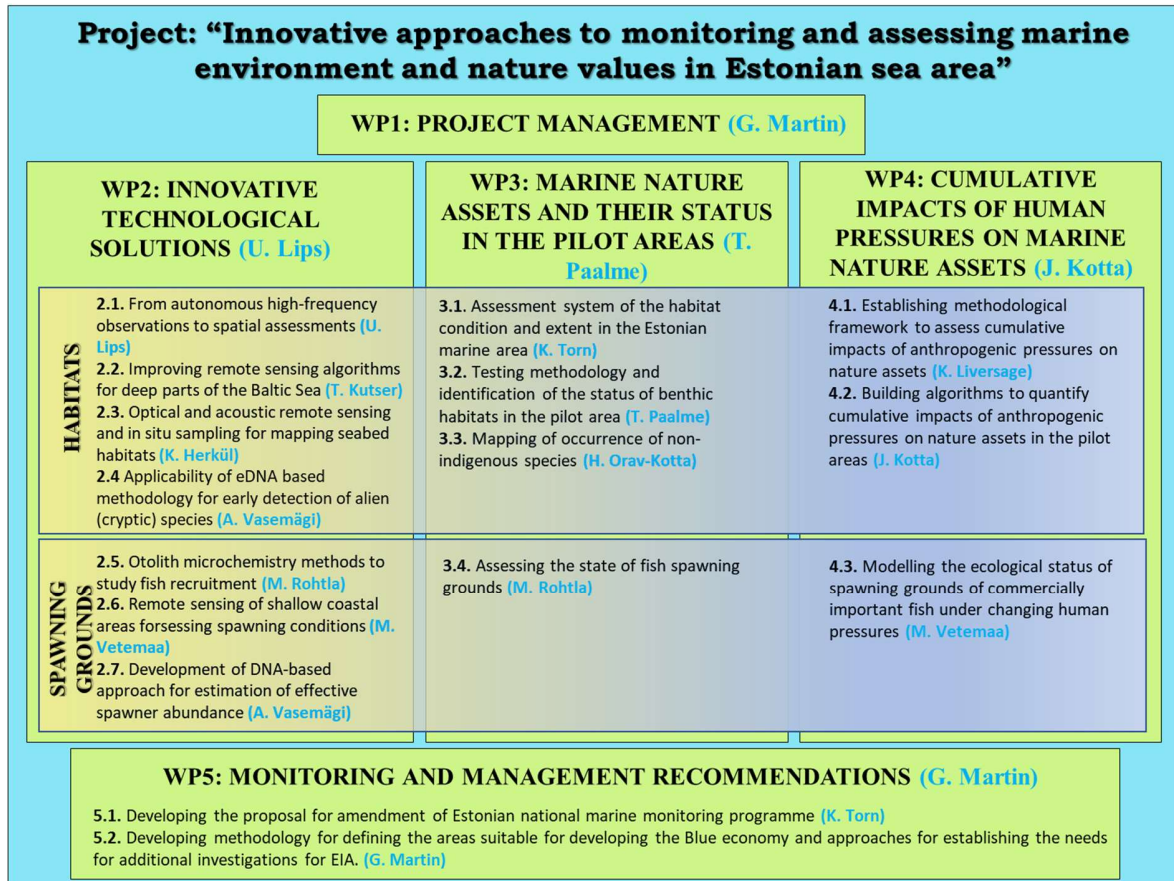 Project: “Innovative approaches to monitoring and assessing marine
environment and nature values in Estonian sea area”
WP1: PROJECT MANAGEMENT (G. Martin)
WP2: INNOVATIVE
TECHNOLOGICAL
SOLUTIONS (U. Lips)
WP3: MARINE NATURE
ASSETS AND THEIR STATUS
IN THE PILOT AREAS (T.
Paalme)
WP4: CUMULATIVE
IMPACTS OF HUMAN
PRESSURES ON MARINE
NATURE ASSETS (J. Kotta)
HABITATS
2.1. From autonomous high-frequency
observations to spatial assessments (U.
Lips)
2.2. Improving remote sensing algorithms
for deep parts of the Baltic Sea (T. Kutser)
2.3. Optical and acoustic remote sensing
and in situ sampling for mapping seabed
habitats (K. Herkül)
2.4 Applicability of eDNA based
methodology for early detection of alien
(cryptic) species (A. Vasemägi)
3.1. Assessment system of the habitat
condition and extent in the Estonian
marine area (K. Torn)
3.2. Testing methodology and
identification of the status of benthic
habitats in the pilot area (T. Paalme)
3.3. Mapping of occurrence of non-
indigenous species (H. Orav-Kotta)
4.1. Establishing methodological
framework to assess cumulative
impacts of anthropogenic pressures on
nature assets (K. Liversage)
4.2. Building algorithms to quantify
cumulative impacts of anthropogenic
pressures on nature assets in the pilot
areas (J. Kotta)
SPAWNING
GROUNDS
2.5. Otolith microchemistry methods to
study fish recruitment (M. Rohtla)
2.6. Remote sensing of shallow coastal
areas forsessing spawning conditions (M.
Vetemaa)
2.7. Development of DNA-based
approach for estimation of effective
spawner abundance (A. Vasemägi)
3.4. Assessing the state of fish spawning
grounds (M. Rohtla)
4.3. Modelling the ecological status of
spawning grounds of commercially
important fish under changing human
pressures (M. Vetemaa)
WP5: MONITORING AND MANAGEMENT RECOMMENDATIONS (G. Martin)
5.1. Developing the proposal for amendment of Estonian national marine monitoring programme (K. Torn)
5.2. Developing methodology for defining the areas suitable for developing the Blue economy and approaches for establishing the needs
for additional investigations for EIA. (G. Martin)